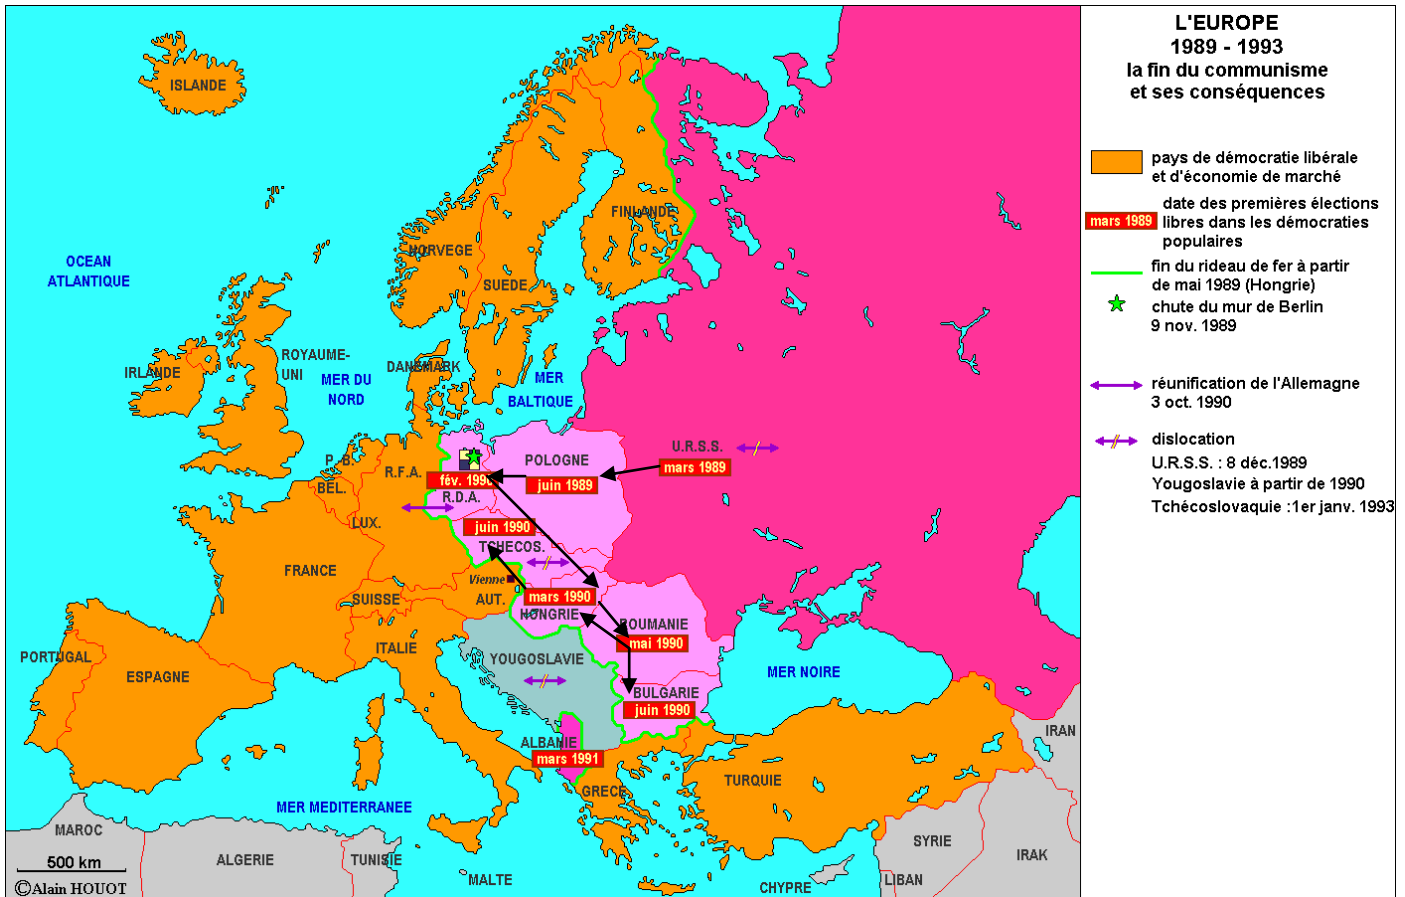 L'EUROPE
1989 - 1993
la fin du communisme
et ses conséquences
pays de démocratie libérale
et d'économie de marché
mars 1989
date des premières élections
libres dans les démocraties
populaires
fin du rideau de fer à partir
de mai 1989 (Hongrie)
chute du mur de Berlin
9 nov. 1989
réunification de l'Allemagne
3 oct. 1990
dislocation
U.R.S.S. : 8 déc.1989
Yougoslavie à partir de 1990
Tchécoslovaquie :1er janv. 1993
ISLANDE
FINLANDE
NORVEGE
SUEDE
OCEAN
ATLANTIQUE
ROYAUME-
UNI
IRLANDE
MER DU
NORD
DANEMARK
MER
BALTIQUE
P.-B.
R.F.A.
BEL.
LUX.
fév. 1990
R.D.A.
POLOGNE
juin 1989
U.R.S.S.
mars 1989
juin 1990
TCHECOS.
FRANCE
SUISSE
Vienne
AUT.
mars 1990
HONGRIE
ROUMANIE
mai 1990
ITALIE
YOUGOSLAVIE
BULGARIE
juin 1990
MER NOIRE
PORTUGAL
ESPAGNE
ALBANIE
mars 1991
GRECE
TURQUIE
IRAN
MER MEDITERRANEE
MAROC
ALGERIE
TUNISIE
MALTE
CHYPRE
LIBAN
SYRIE
IRAK
500 km
©Alain HOUOT